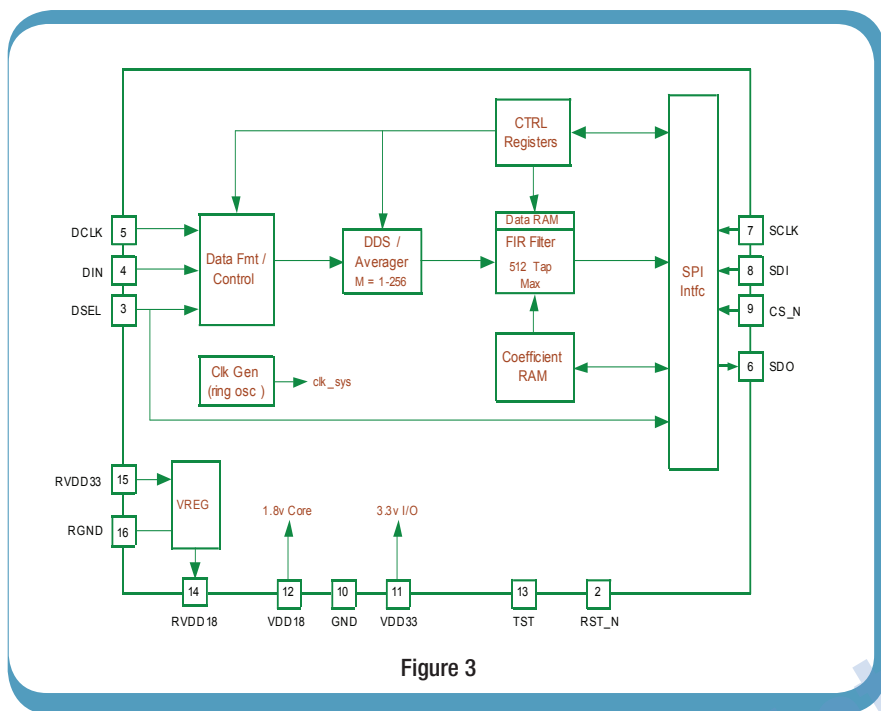 CTRL
Registers
DCLK
5
DIN
4
DSEL
3
Data Fmt /
Control
DDS /
Averager
M = 1-256
Data RAM
FIR Filter
512 Tap
Max
SPI
Intfc
7
SCLK
8
SDI
9
CS_N
6
SDO
Clk Gen
(ring osc )
clk_sys
Coefficient
RAM
RVDD33
15
RGND
16
VREG
1.8v Core
3.3v I/O
14
RVDD18
12
VDD18
10
GND
11
VDD33
13
TST
2
RST_N
Figure 3